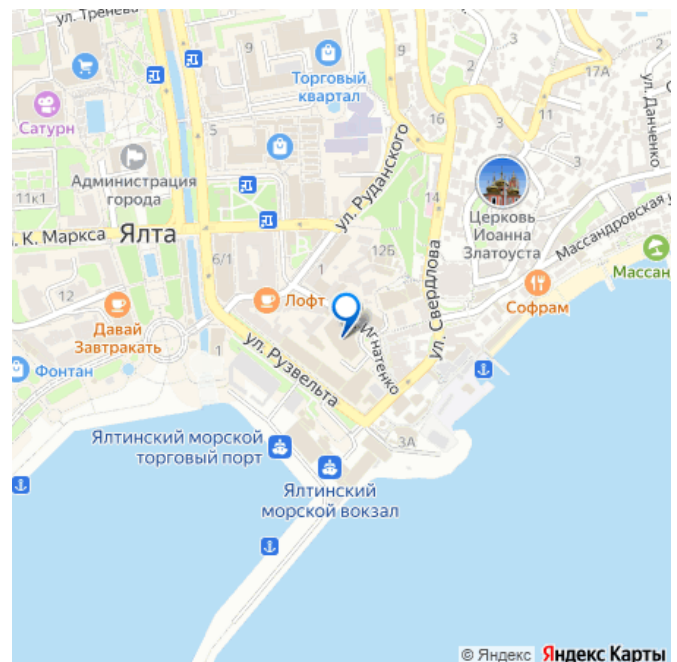 ул. Тренева
9
9
3
2
Торговый
квартал
17А
ул. Данченко
Сатурн
5
16
3
11
Администрация
города
ул. Руданского
11к1
14
Церковь
Иоанна
Златоуста
Массандровская у
. К. Маркса
Ялта
6/1
1
12Б
Массан
12
Лофт
Софрам
Давай
Завтракать
Игнатенко
ул. Свердлова
1
Фонтан
ул. Рузвельта
Ялтинский морской
торговый порт
3А
Ялтинский
морской вокзал
© Яндекс Яндекс Карты